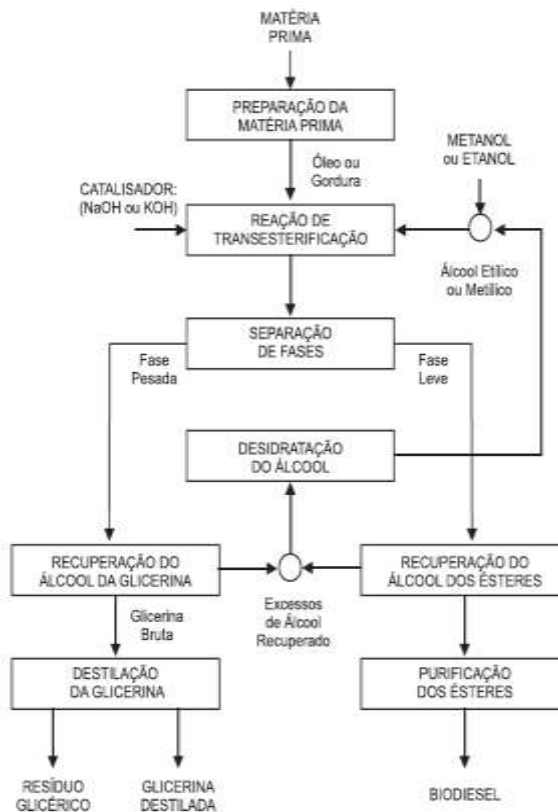 MATÉRIA
PRIMA
PREPARAÇÃO DA
MATÉRIA PRIMA
Óleo ou
Gordura
METANOL
ou ETANOL
CATALISADOR:
(NaOH ou KOH)
REAÇÃO DE
TRANSESTERIFICAÇÃO
Álcool Etílico
ou Metílico
SEPARAÇÃO
DE FASES
Fase
Pesada
Fase
Leve
DESIDRATAÇÃO
DO ÁLCOOL
RECUPERAÇÃO DO
ÁLCOOL DA GLICERINA
RECUPERAÇÃO DO
ÁLCOOL DOS ÉSTERES
Glicerina
Bruta
Excessos
de Álcool
Recuperado
DESTILAÇÃO
DA GLICERINA
PURIFICAÇÃO
DOS ÉSTERES
RESÍDUO
GLICÉRICO
GLICERINA
DESTILADA
BIODIESEL